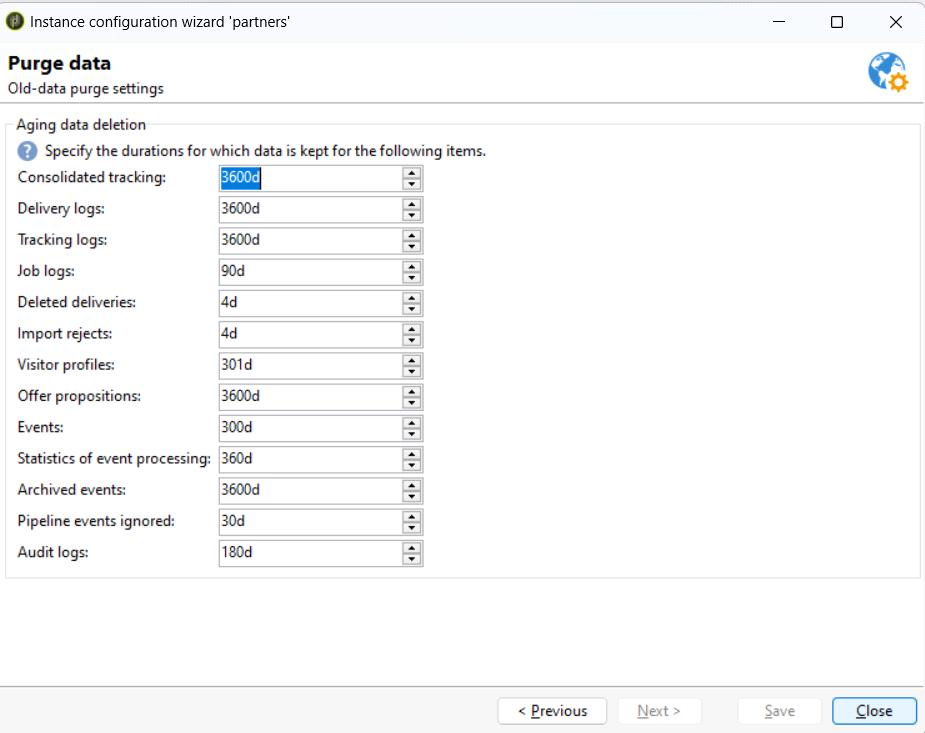 Instance configuration wizard 'partners'
Purge data
Old-data purge settings
Aging data deletion
? Specify the durations for which data is kept for the following items.
Consolidated tracking: 3600d
Delivery logs: 3600d
Tracking logs: 3600d
Job logs: 90d
Deleted deliveries: 4d
Import rejects: 4d
Visitor profiles: 301d
Offer propositions: 3600d
Events: 300d
Statistics of event processing: 360d
Archived events: 3600d
Pipeline events ignored: 30d
Audit logs: 180d
< Previous Next > Save Close